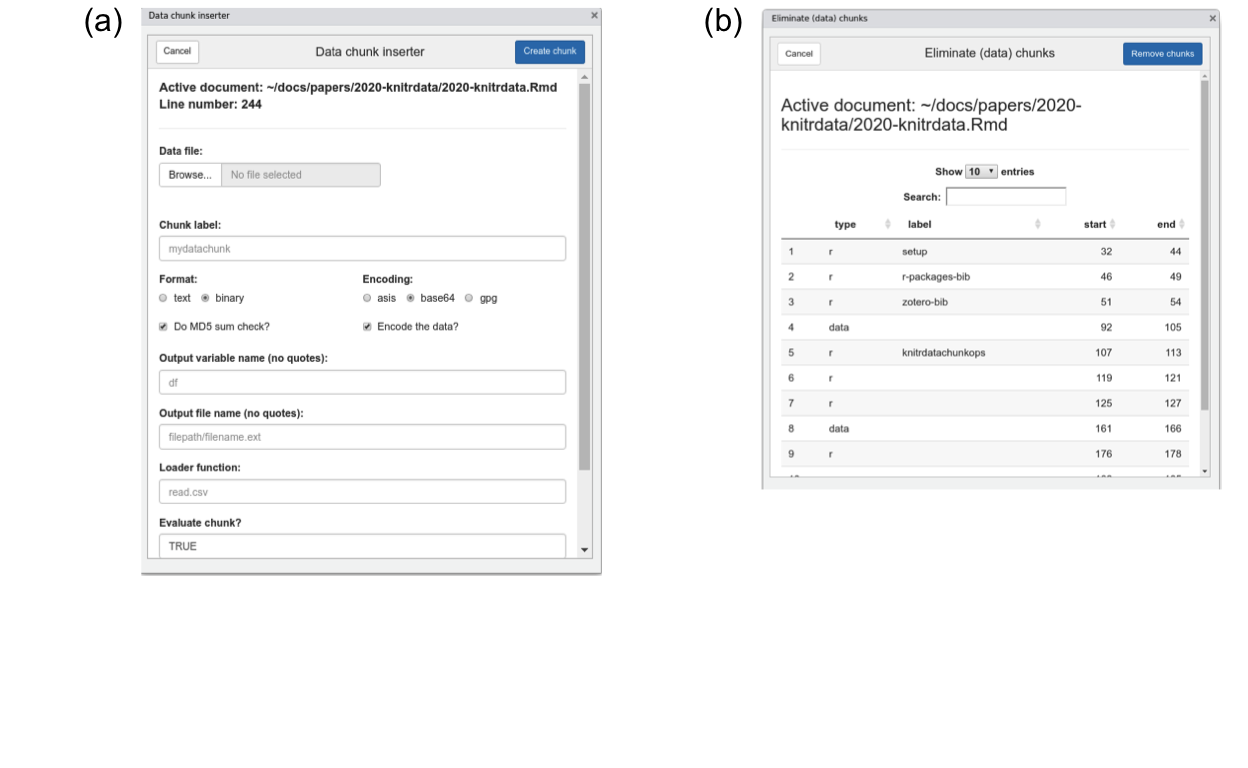 (a)
Data chunk inserter ×
Cancel Data chunk inserter Create chunk
Active document: ~/docs/papers/2020-knitrdata/2020-knitrdata.Rmd
Line number: 244
Data file:
Browse... No file selected
Chunk label:
mydatachunk
Format: Encoding:
text binary asis base64 gpg
Do MD5 sum check? Encode the data?
Output variable name (no quotes):
df
Output file name (no quotes):
filepath/filename.ext
Loader function:
read.csv
Evaluate chunk?
TRUE
(b)
Eliminate (data) chunks ×
Cancel Eliminate (data) chunks Remove chunks
Active document: ~/docs/papers/2020-
knitrdata/2020-knitrdata.Rmd
Show 10 entries
Search:
type label start end
1 r setup 32 44
2 r r-packages-bib 46 49
3 r zotero-bib 51 54
4 data 92 105
5 r knitrdatachunkops 107 113
6 r 119 121
7 r 125 127
8 data 161 166
9 r 176 178